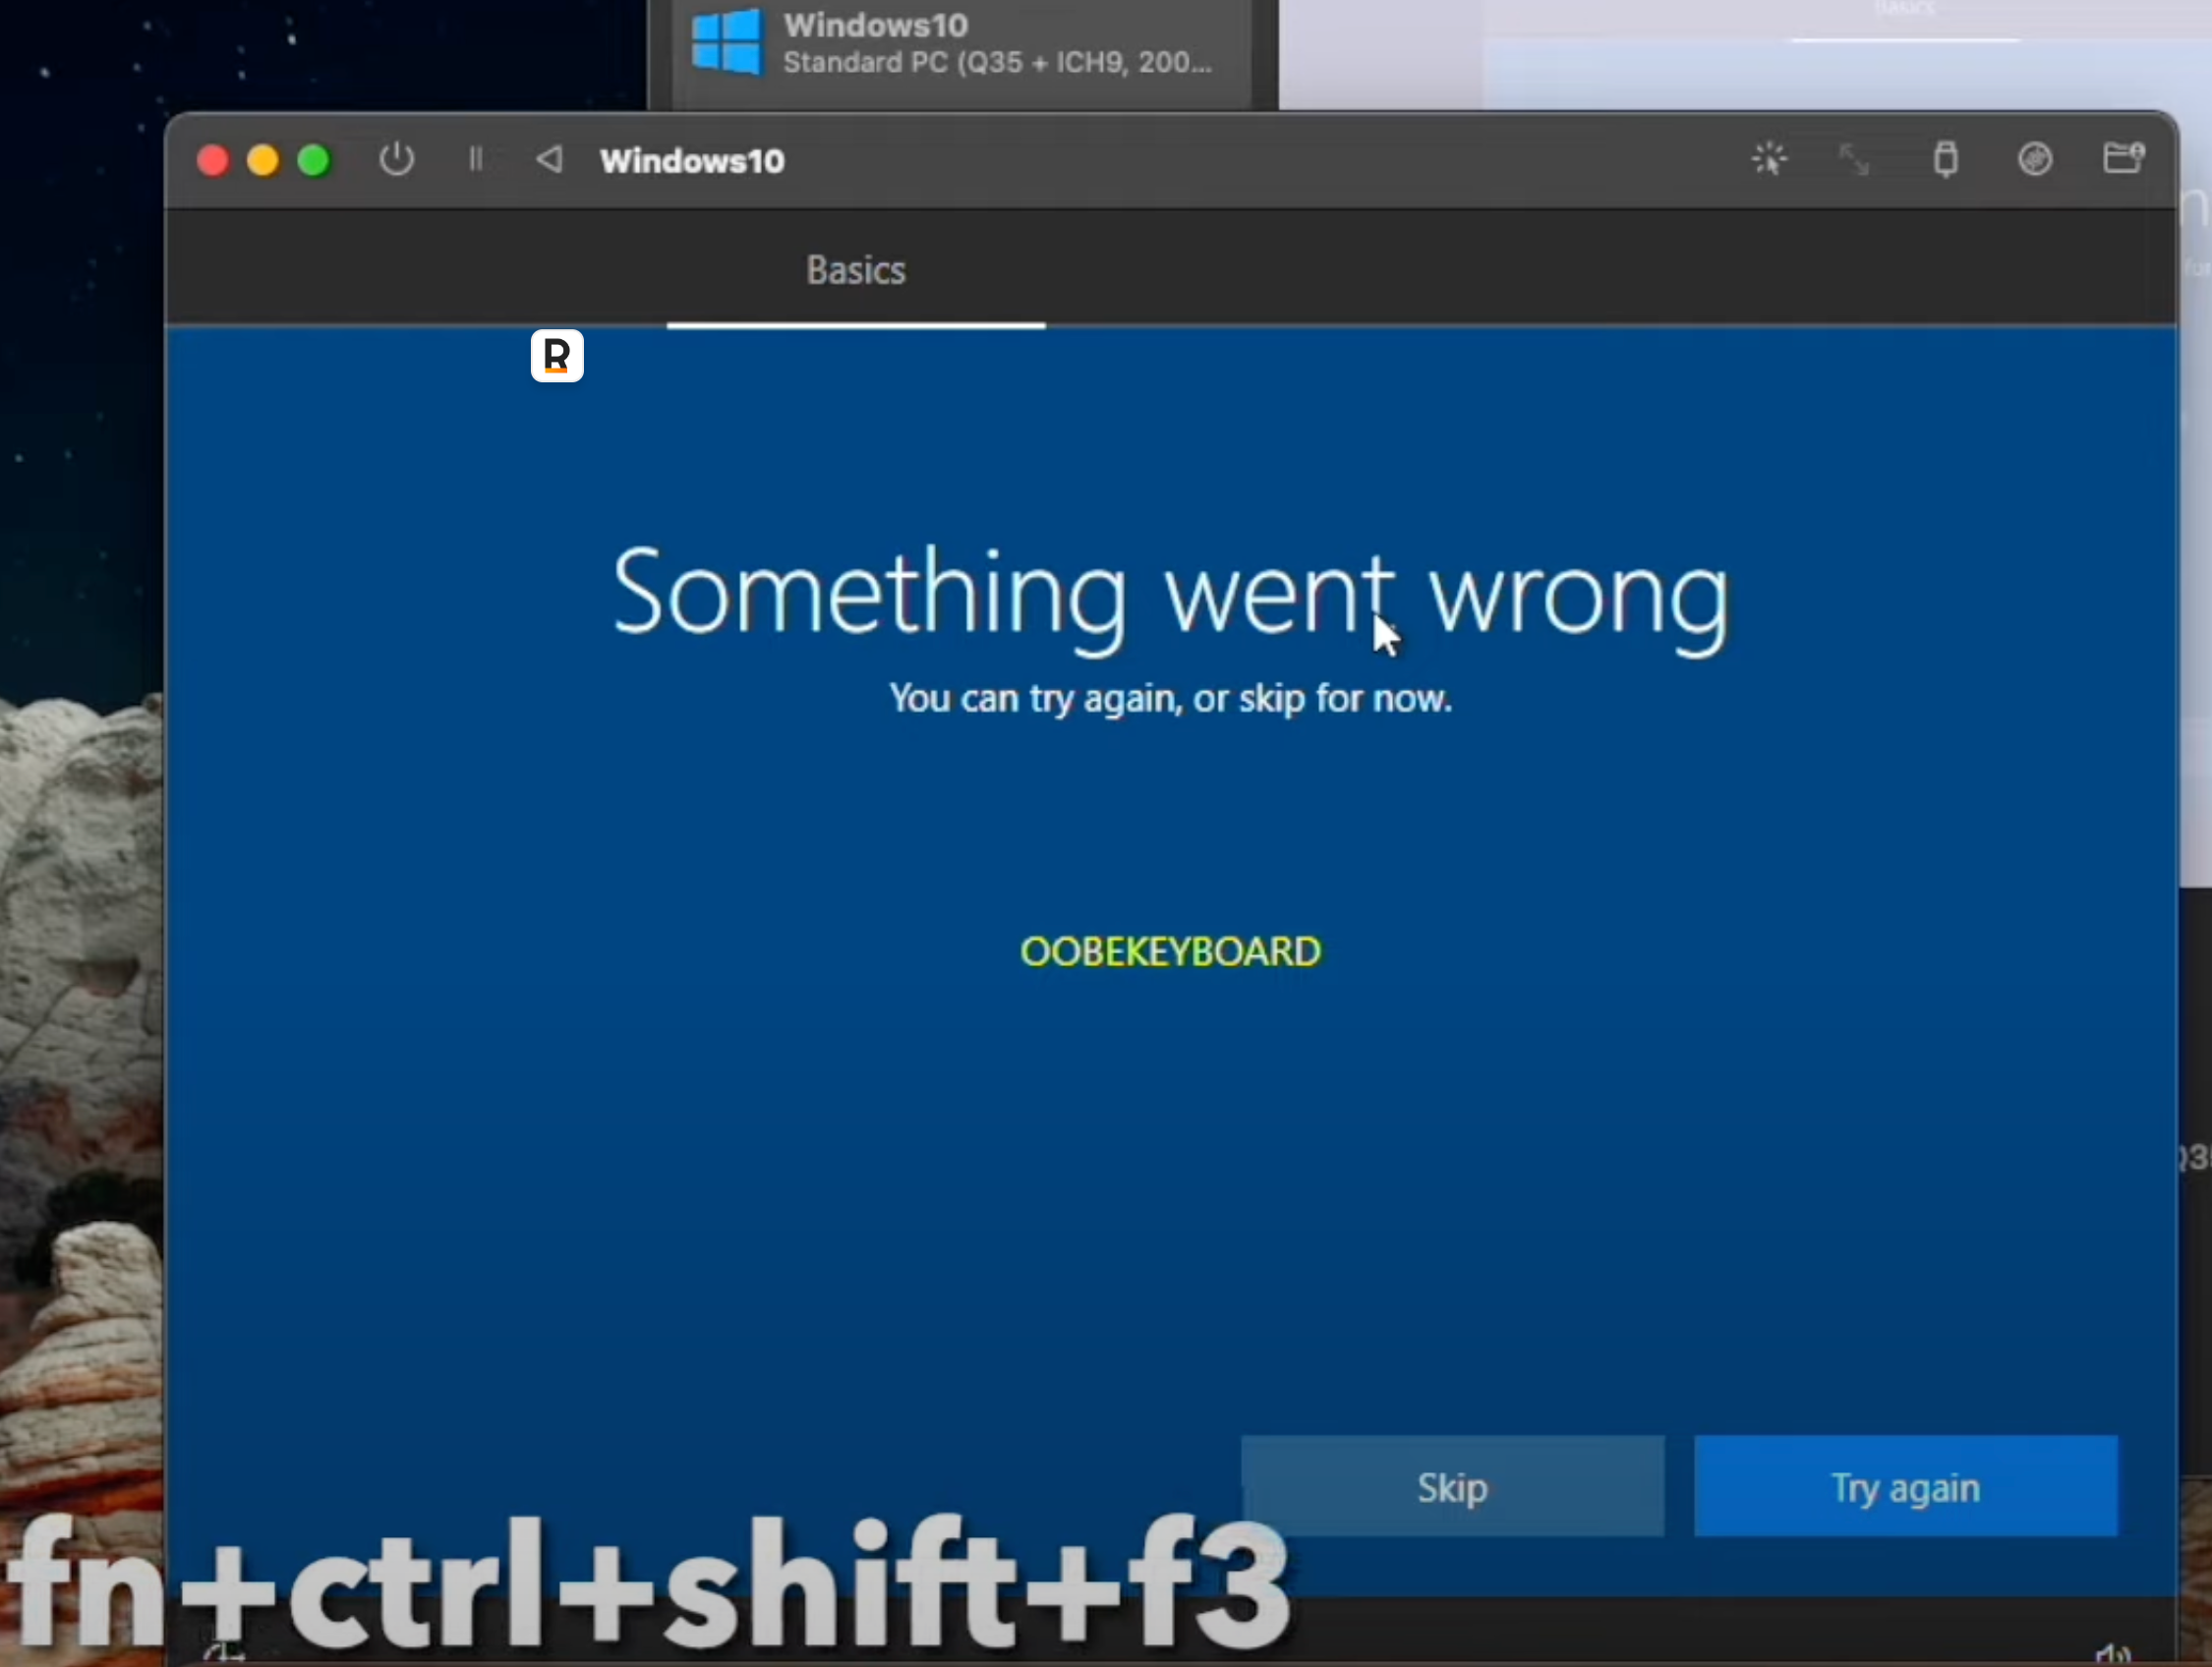 Basics
Windows10
Standard PC (Q35 + ICH9, 200...
Windows10
Basics
R
Something went wrong
You can try again, or skip for now.
OOBEKEYBOARD
Skip
Try again
fn+ctrl+shift+f3